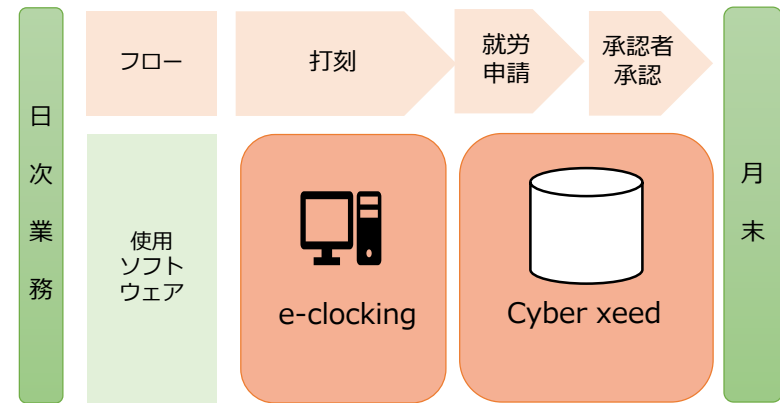 日次業務
フロー
打刻
就労
申請
承認者
承認
使用
ソフト
ウェア
e-clocking
Cyber xeed
月末